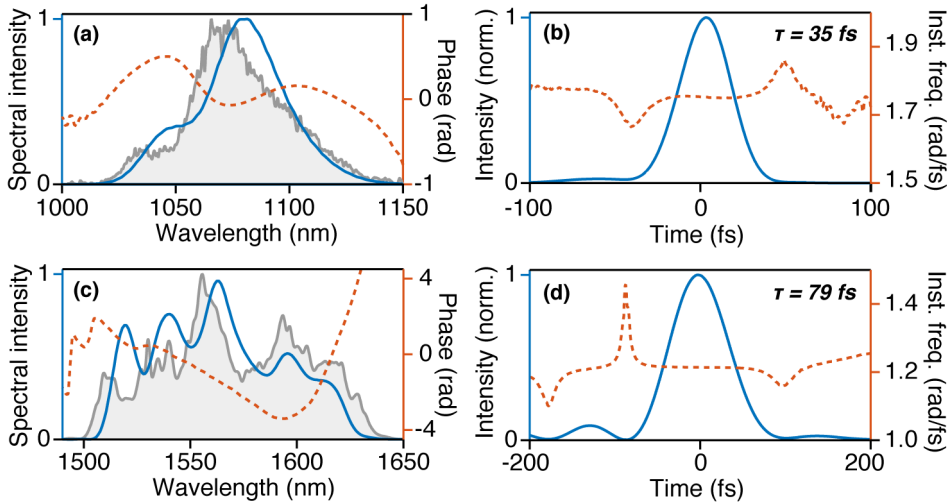 (a)
Spectral intensity
1
0
1000
1050
1100
1150
Wavelength (nm)
1
0
-1
Phase (rad)
(b)
τ = 35 fs
Intensity (norm.)
1
0
-100
0
100
Time (fs)
1.9
1.7
1.5
Inst. freq. (rad/fs)
(c)
Spectral intensity
1
0
1500
1550
1600
1650
Wavelength (nm)
4
0
-4
Phase (rad)
(d)
τ = 79 fs
Intensity (norm.)
1
0
-200
0
200
Time (fs)
1.4
1.2
1.0
Inst. freq. (rad/fs)